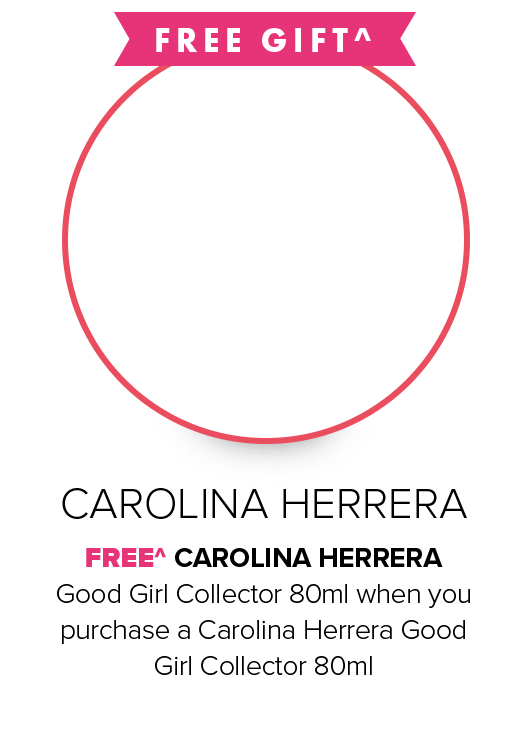 FREE GIFT^
CAROLINA HERRERA
FREE^ CAROLINA HERRERA
Good Girl Collector 80ml when you
purchase a Carolina Herrera Good
Girl Collector 80ml